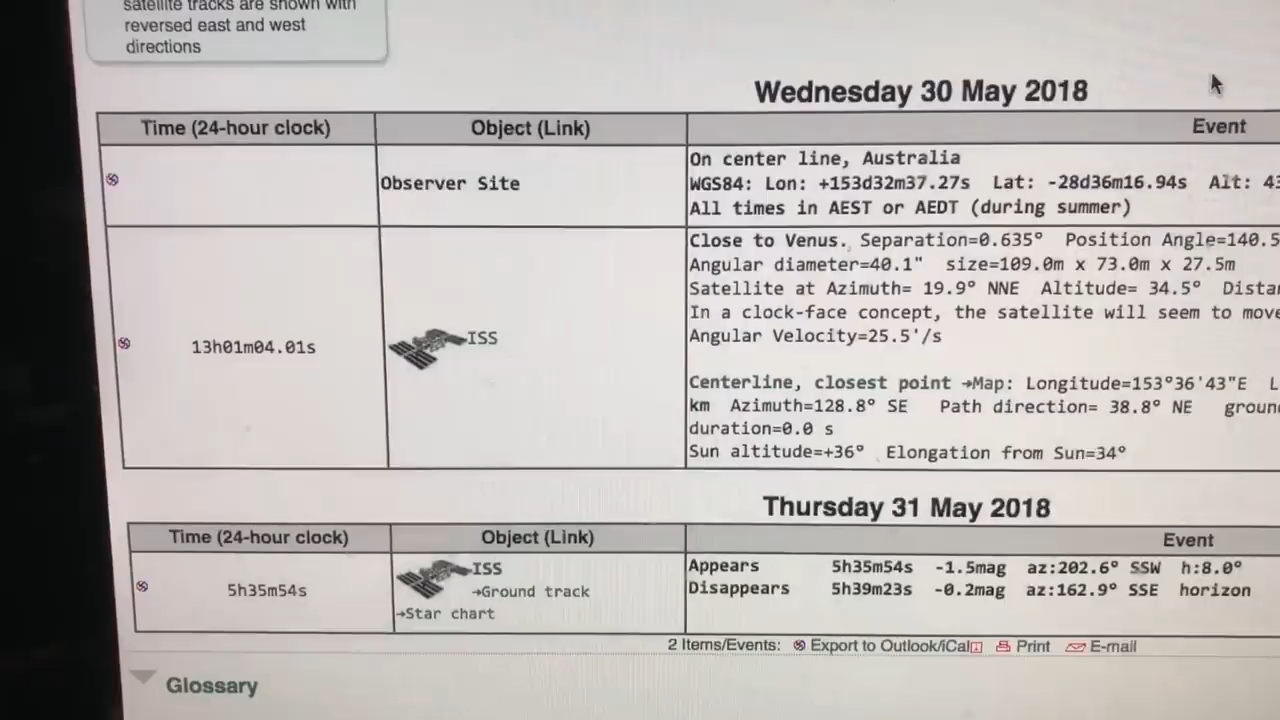 satellite tracks are shown with
reversed east and west
directions
Wednesday 30 May 2018
Time (24-hour clock) Object (Link) Event
Observer Site
On center line, Australia
WGS84: Lon: +153d32m37.27s Lat: -28d36m16.94s Alt: 43
All times in AEST or AEDT (during summer)
13h01m04.01s
ISS
Close to Venus. Separation=0.635° Position Angle=140.5
Angular diameter=40.1" size=109.0m x 73.0m x 27.5m
Satellite at Azimuth= 19.9° NNE Altitude= 34.5° Distan
In a clock-face concept, the satellite will seem to move
Angular Velocity=25.5'/s
Centerline, closest point →Map: Longitude=153°36'43"E L
km Azimuth=128.8° SE Path direction= 38.8° NE groun
duration=0.0 s
Sun altitude=+36° Elongation from Sun=34°
Thursday 31 May 2018
Time (24-hour clock) Object (Link) Event
5h35m54s
ISS
→Ground track
→Star chart
Appears 5h35m54s -1.5mag az:202.6° SSW h:8.0°
Disappears 5h39m23s -0.2mag az:162.9° SSE horizon
2 Items/Events: Export to Outlook/iCal Print E-mail
Glossary